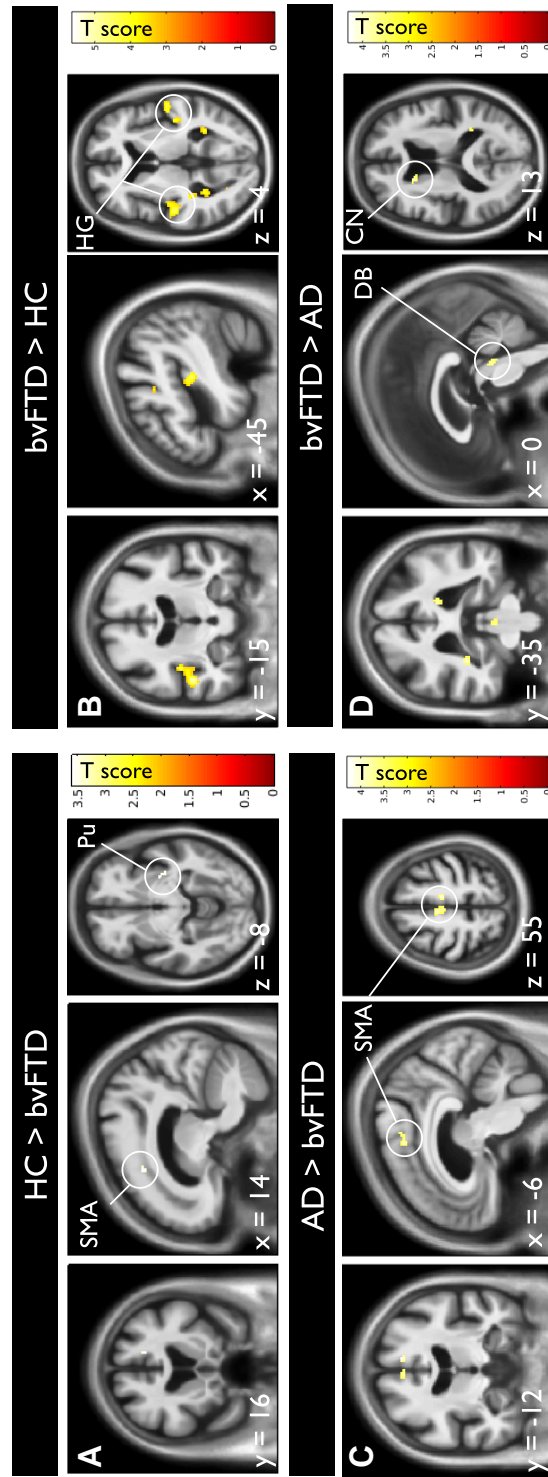 HC > bvFTD
A
y = 16
SMA
x = 14
Pu
z = -8
T score
3.5
3
2.5
2
1.5
1
0.5
0
bvFTD > HC
B
y = -15
x = -45
HG
z = 4
T score
5
4
3
2
1
0
AD > bvFTD
C
y = -12
SMA
x = -6
z = 55
T score
4
3.5
3
2.5
2
1.5
1
0.5
0
bvFTD > AD
D
y = -35
DB
x = 0
CN
z = 13
T score
4
3.5
3
2.5
2
1.5
1
0.5
0